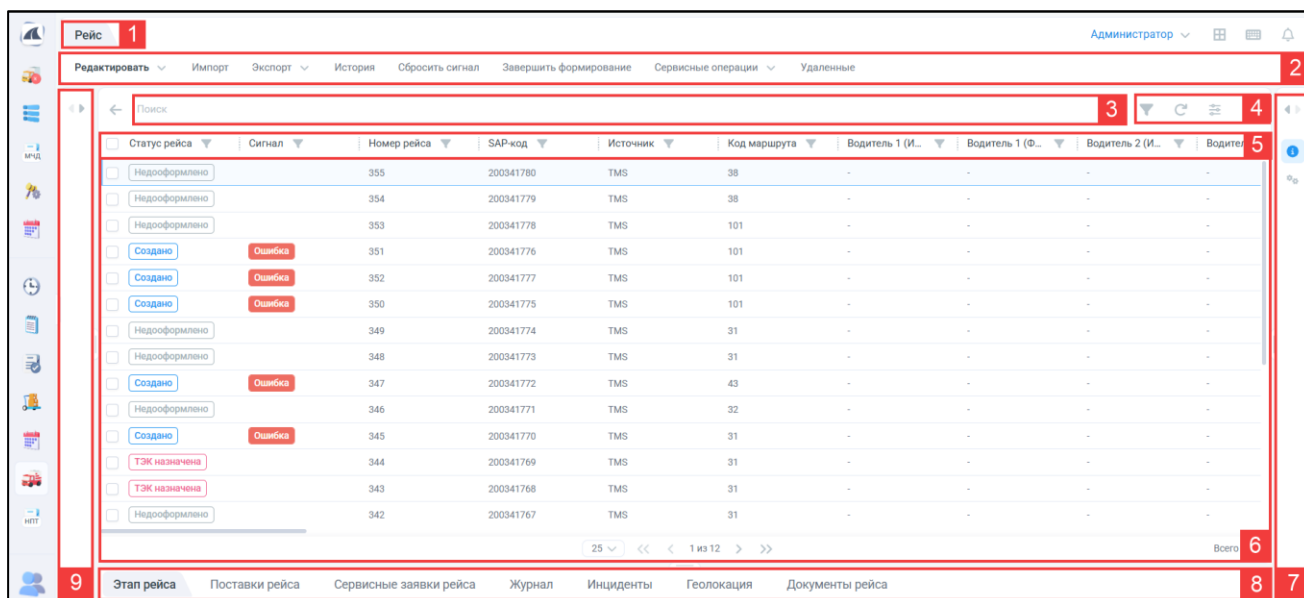 Рейс 1 Администратор
Редактировать Импорт Экспорт История Сбросить сигнал Завершить формирование Сервисные операции Удаленные 2
Поиск 3 4
Статус рейса Сигнал Номер рейса SAP-код Источник Код маршрута Водитель 1 (И... Водитель 1 (Ф... Водитель 2 (И... Водител 5
МЧД
Недооформлено 355 200341780 TMS 38 - - - -
Недооформлено 354 200341779 TMS 38 - - - -
Недооформлено 353 200341778 TMS 101 - - - -
Создано Ошибка 351 200341776 TMS 101 - - - -
Создано Ошибка 352 200341777 TMS 101 - - - -
Создано Ошибка 350 200341775 TMS 101 - - - -
Недооформлено 349 200341774 TMS 31 - - - -
Недооформлено 348 200341773 TMS 31 - - - -
Создано Ошибка 347 200341772 TMS 43 - - - -
Недооформлено 346 200341771 TMS 32 - - - -
Создано Ошибка 345 200341770 TMS 31 - - - -
ТЭК назначена 344 200341769 TMS 31 - - - -
ТЭК назначена 343 200341768 TMS 31 - - - -
НПТ
Недооформлено 342 200341767 TMS 31 - - - -
25 << < 1 из 12 > >> Всего 6
9 Этап рейса Поставки рейса Сервисные заявки рейса Журнал Инциденты Геолокация Документы рейса 8 7